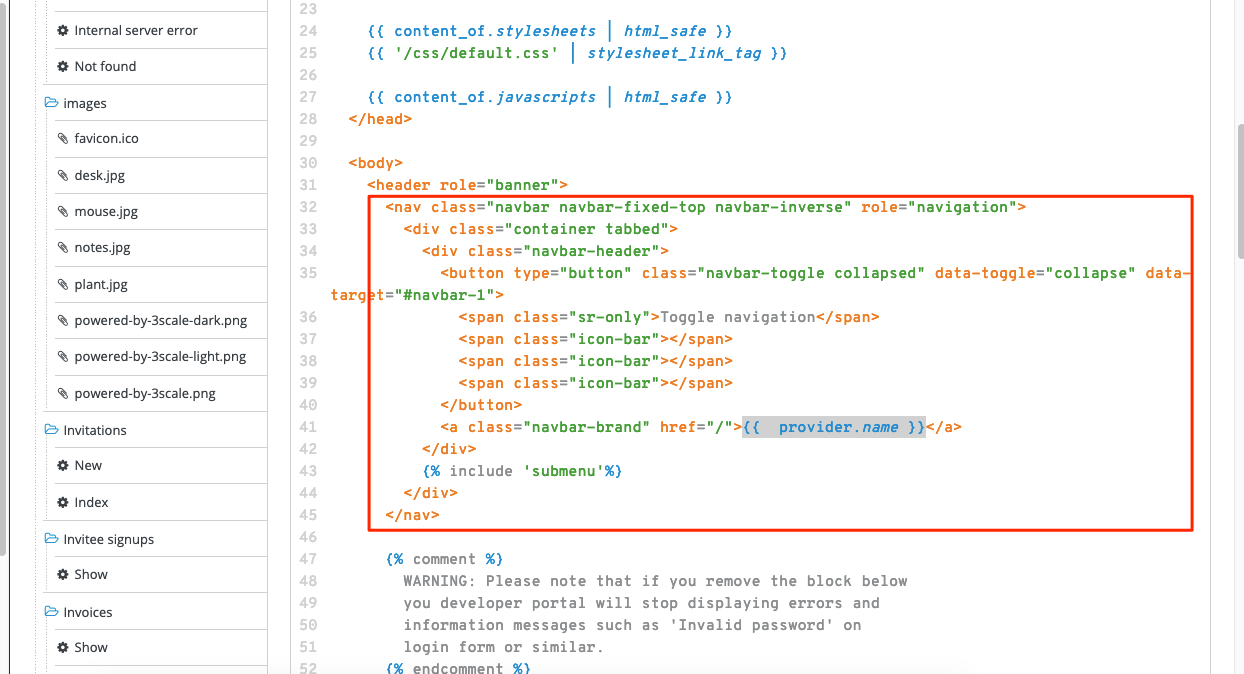 Internal server error
Not found
images
favicon.ico
desk.jpg
mouse.jpg
notes.jpg
plant.jpg
powered-by-3scale-dark.png
powered-by-3scale-light.png
powered-by-3scale.png
Invitations
New
Index
Invitee signups
Show
Invoices
Show
23
24 {{ content_of.stylesheets | html_safe }}
25 {{ '/css/default.css' | stylesheet_link_tag }}
26
27 {{ content_of.javascripts | html_safe }}
28 </head>
29
30 <body>
31 <header role="banner">
32 <nav class="navbar navbar-fixed-top navbar-inverse" role="navigation">
33 <div class="container tabbed">
34 <div class="navbar-header">
35 <button type="button" class="navbar-toggle collapsed" data-toggle="collapse" data-
target="#navbar-1">
36 <span class="sr-only">Toggle navigation</span>
37 <span class="icon-bar"></span>
38 <span class="icon-bar"></span>
39 <span class="icon-bar"></span>
40 </button>
41 <a class="navbar-brand" href="/">{{  provider.name }}</a>
42 </div>
43 {% include 'submenu'%}
44 </div>
45 </nav>
46
47 {% comment %}
48 WARNING: Please note that if you remove the block below
49 you developer portal will stop displaying errors and
50 information messages such as 'Invalid password' on
51 login form or similar.
52 {% endcomment %}